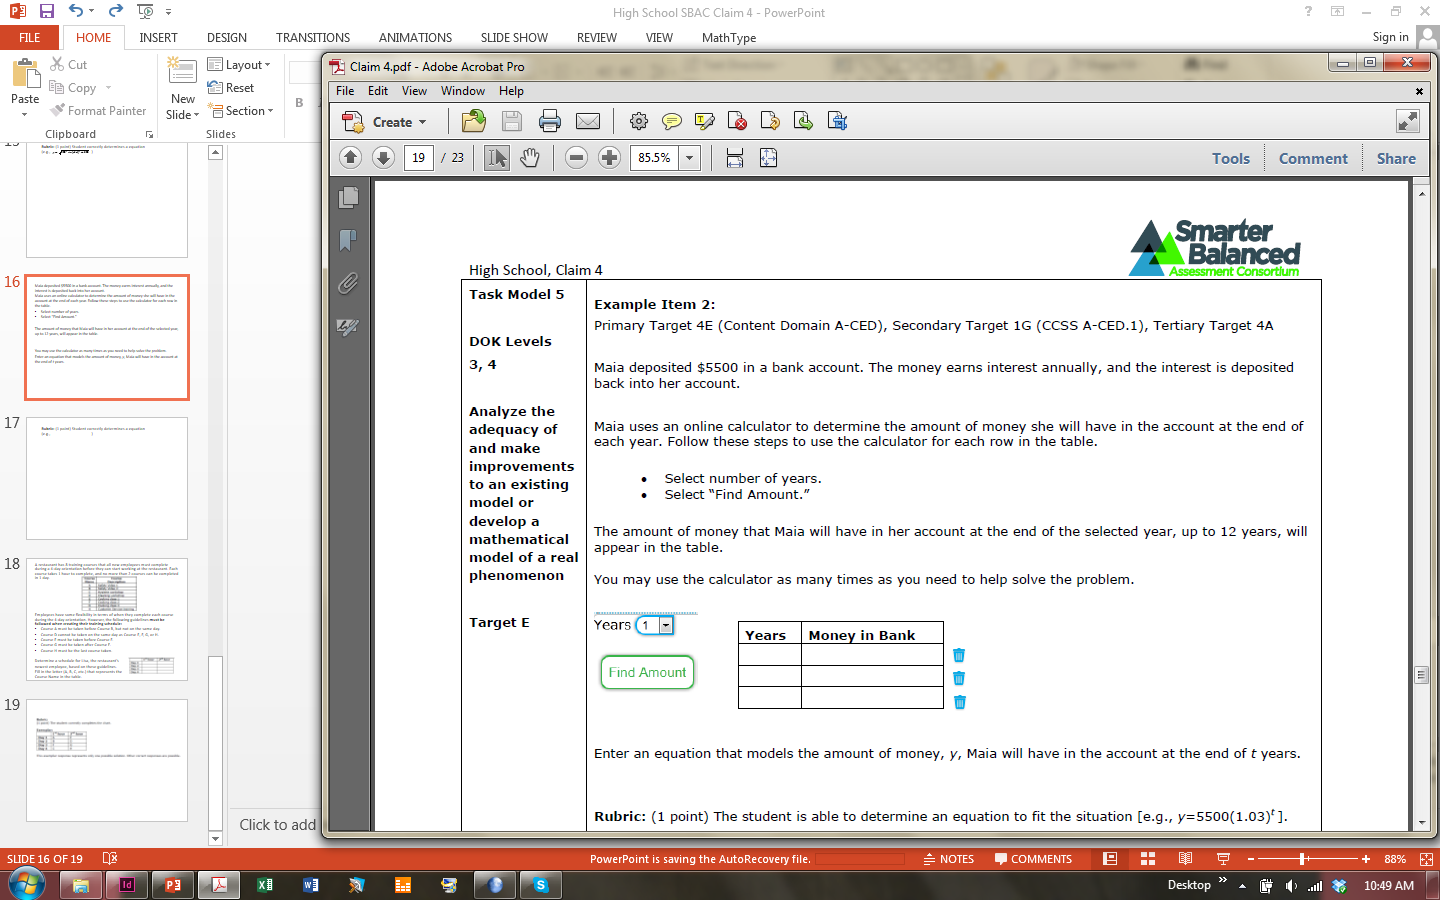 High School SBAC Claim 4 - PowerPoint
FILE HOME INSERT DESIGN TRANSITIONS ANIMATIONS SLIDE SHOW REVIEW VIEW MathType
Sign in
Paste
Cut
Copy
Format Painter
Clipboard
New Slide
Layout
Reset
Section
Slides
B
Claim 4.pdf - Adobe Acrobat Pro
File Edit View Window Help
Create
19 / 23
85.5%
Tools Comment Share
Smarter
Balanced
Assessment Consortium
High School, Claim 4
Task Model 5
DOK Levels
3, 4
Analyze the
adequacy of
and make
improvements
to an existing
model or
develop a
mathematical
model of a real
phenomenon
Target E
Example Item 2:
Primary Target 4E (Content Domain A-CED), Secondary Target 1G (CCSS A-CED.1), Tertiary Target 4A
Maia deposited $5500 in a bank account. The money earns interest annually, and the interest is deposited
back into her account.
Maia uses an online calculator to determine the amount of money she will have in the account at the end of
each year. Follow these steps to use the calculator for each row in the table.
• Select number of years.
• Select “Find Amount.”
The amount of money that Maia will have in her account at the end of the selected year, up to 12 years, will
appear in the table.
You may use the calculator as many times as you need to help solve the problem.
Years 1
Find Amount
Years Money in Bank
Enter an equation that models the amount of money, y, Maia will have in the account at the end of t years.
Rubric: (1 point) The student is able to determine an equation to fit the situation [e.g., y=5500(1.03)^t].
16
17
Rubric: (1 point) Student correctly determines a equation
(e.g.,
18
19
Click to add
SLIDE 16 OF 19
PowerPoint is saving the AutoRecovery file.
NOTES
COMMENTS
88%
Desktop
10:49 AM